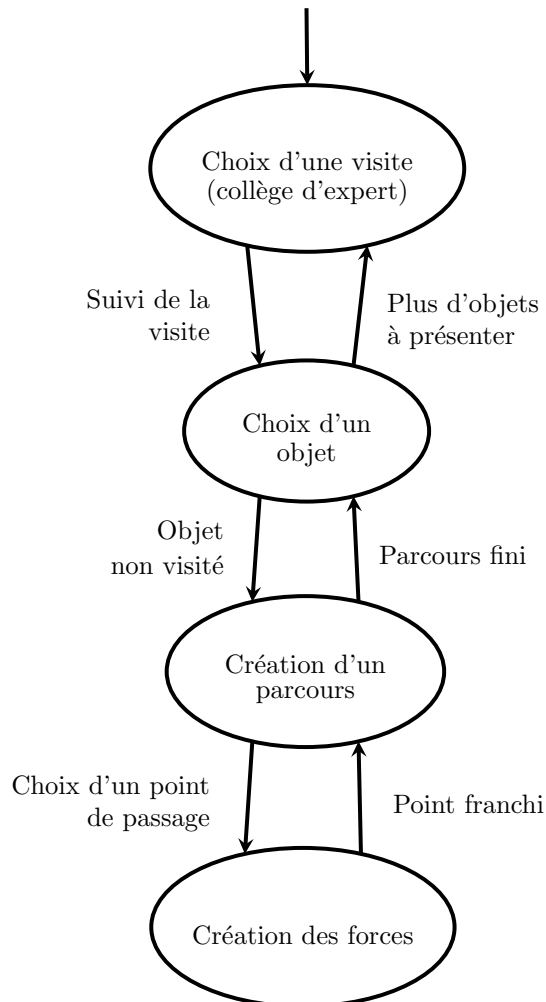 Choix d'une visite
(collège d'expert)
Suivi de la
visite
Plus d'objets
à présenter
Choix d'un
objet
Objet
non visité
Parcours fini
Création d'un
parcours
Choix d'un point
de passage
Point franchi
Création des forces